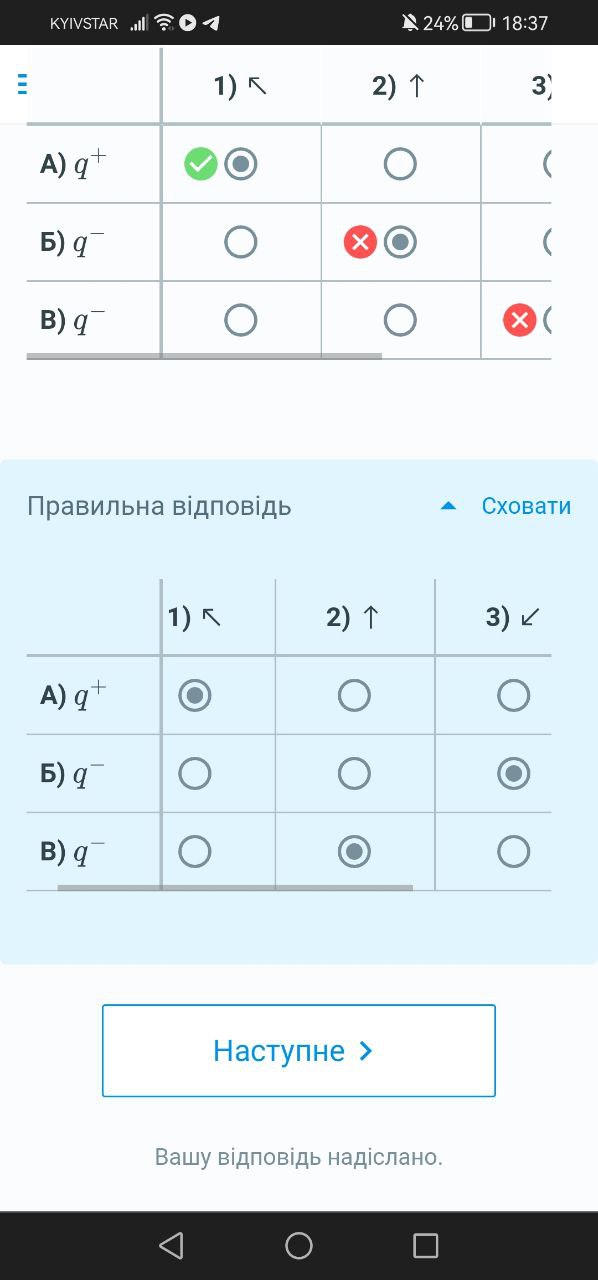 KYIVSTAR 24% 18:37
1) ↖ 2) ↑ 3)
А) q⁺
Б) q⁻
В) q⁻
Правильна відповідь Сховати
1) ↖ 2) ↑ 3) ↙
А) q⁺
Б) q⁻
В) q⁻
Наступне >
Вашу відповідь надіслано.